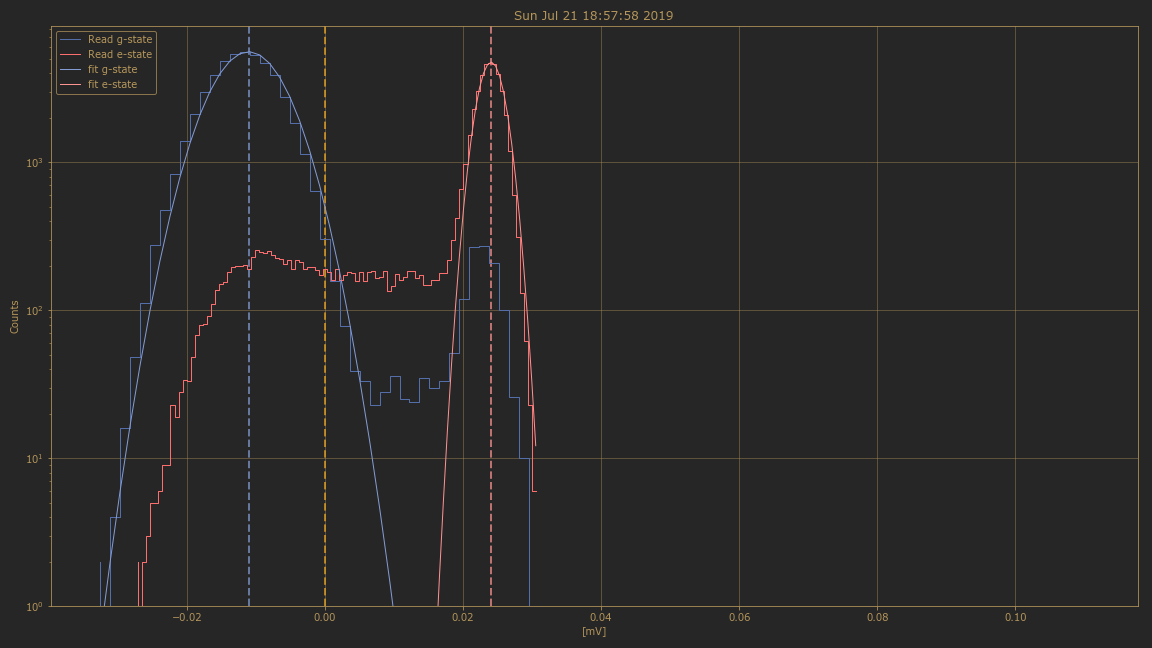 Sun Jul 21 18:57:58 2019
Read g-state
Read e-state
fit g-state
fit e-state
Counts
10³
10²
10¹
10⁰
−0.02 0.00 0.02 0.04 0.06 0.08 0.10
[mV]